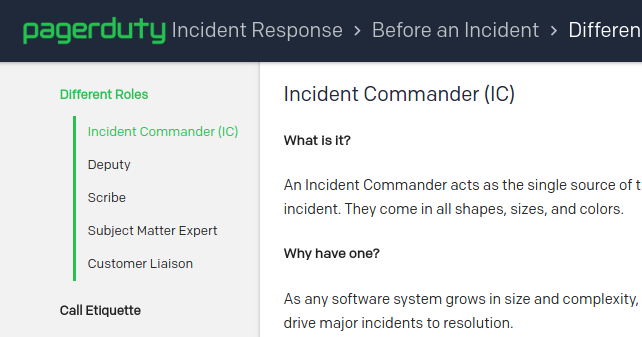 pagerduty Incident Response > Before an Incident > Differen
Different Roles
Incident Commander (IC)
Deputy
Scribe
Subject Matter Expert
Customer Liaison
Call Etiquette
Incident Commander (IC)
What is it?
An Incident Commander acts as the single source of t
incident. They come in all shapes, sizes, and colors.
Why have one?
As any software system grows in size and complexity,
drive major incidents to resolution.